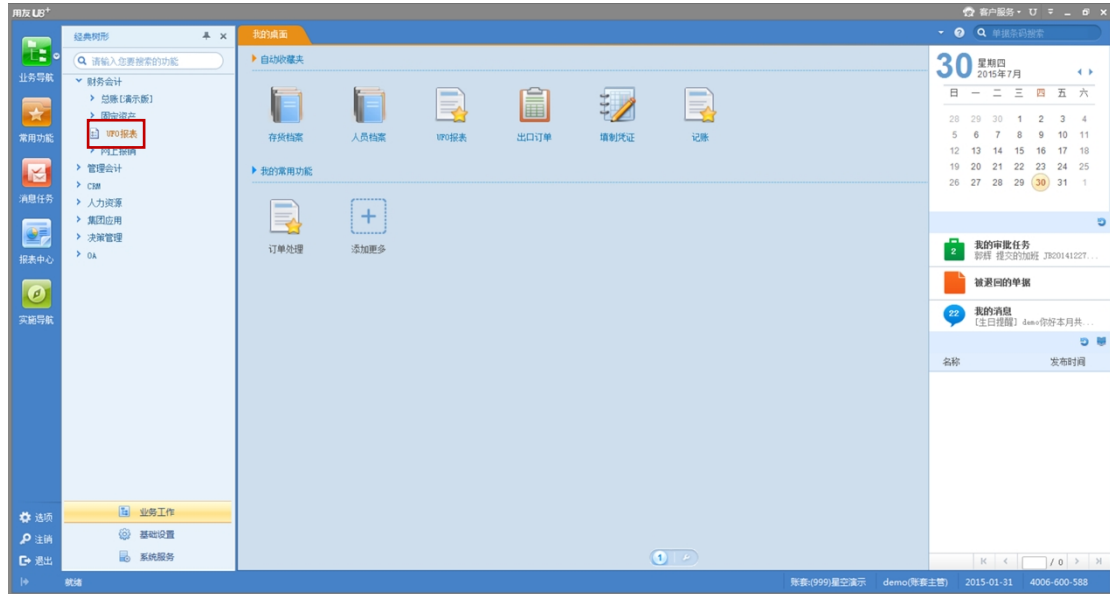 用友 U8+
客户服务
经典树形
我的桌面
单据条码搜索
请输入您要搜索的功能
业务导航
常用功能
消息任务
报表中心
实施导航
财务会计
总账[演示版]
固定资产
UFO报表
网上报销
管理会计
CRM
人力资源
集团应用
决策管理
OA
自动收藏夹
存货档案 人员档案 UFO报表 出口订单 填制凭证 记账
我的常用功能
订单处理 添加更多
30 星期四
2015年7月
日 一 二 三 四 五 六
28 29 30 1 2 3 4
5 6 7 8 9 10 11
12 13 14 15 16 17 18
19 20 21 22 23 24 25
26 27 28 29 30 31 1
2 我的审批任务
郭辉 提交的加班 JB20141227...
被退回的单据
22 我的消息
[生日提醒] demo你好本月共...
名称 发布时间
业务工作
基础设置
系统服务
选项
注销
退出
1
/ 0
就绪
账套:(999)星空演示 demo(账套主管) 2015-01-31 4006-600-588